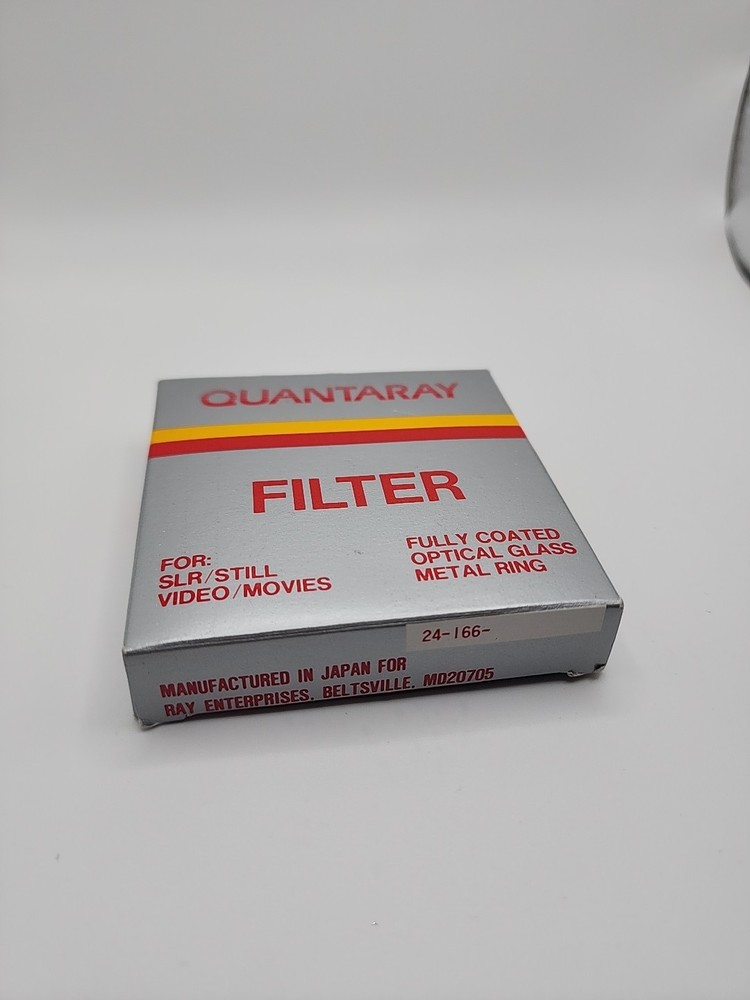 QUANTARAY
FILTER
FOR:
SLR/STILL
VIDEO/MOVIES
FULLY COATED
OPTICAL GLASS
METAL RING
24-166-
MANUFACTURED IN JAPAN FOR
RAY ENTERPRISES, BELTSVILLE, MD20705